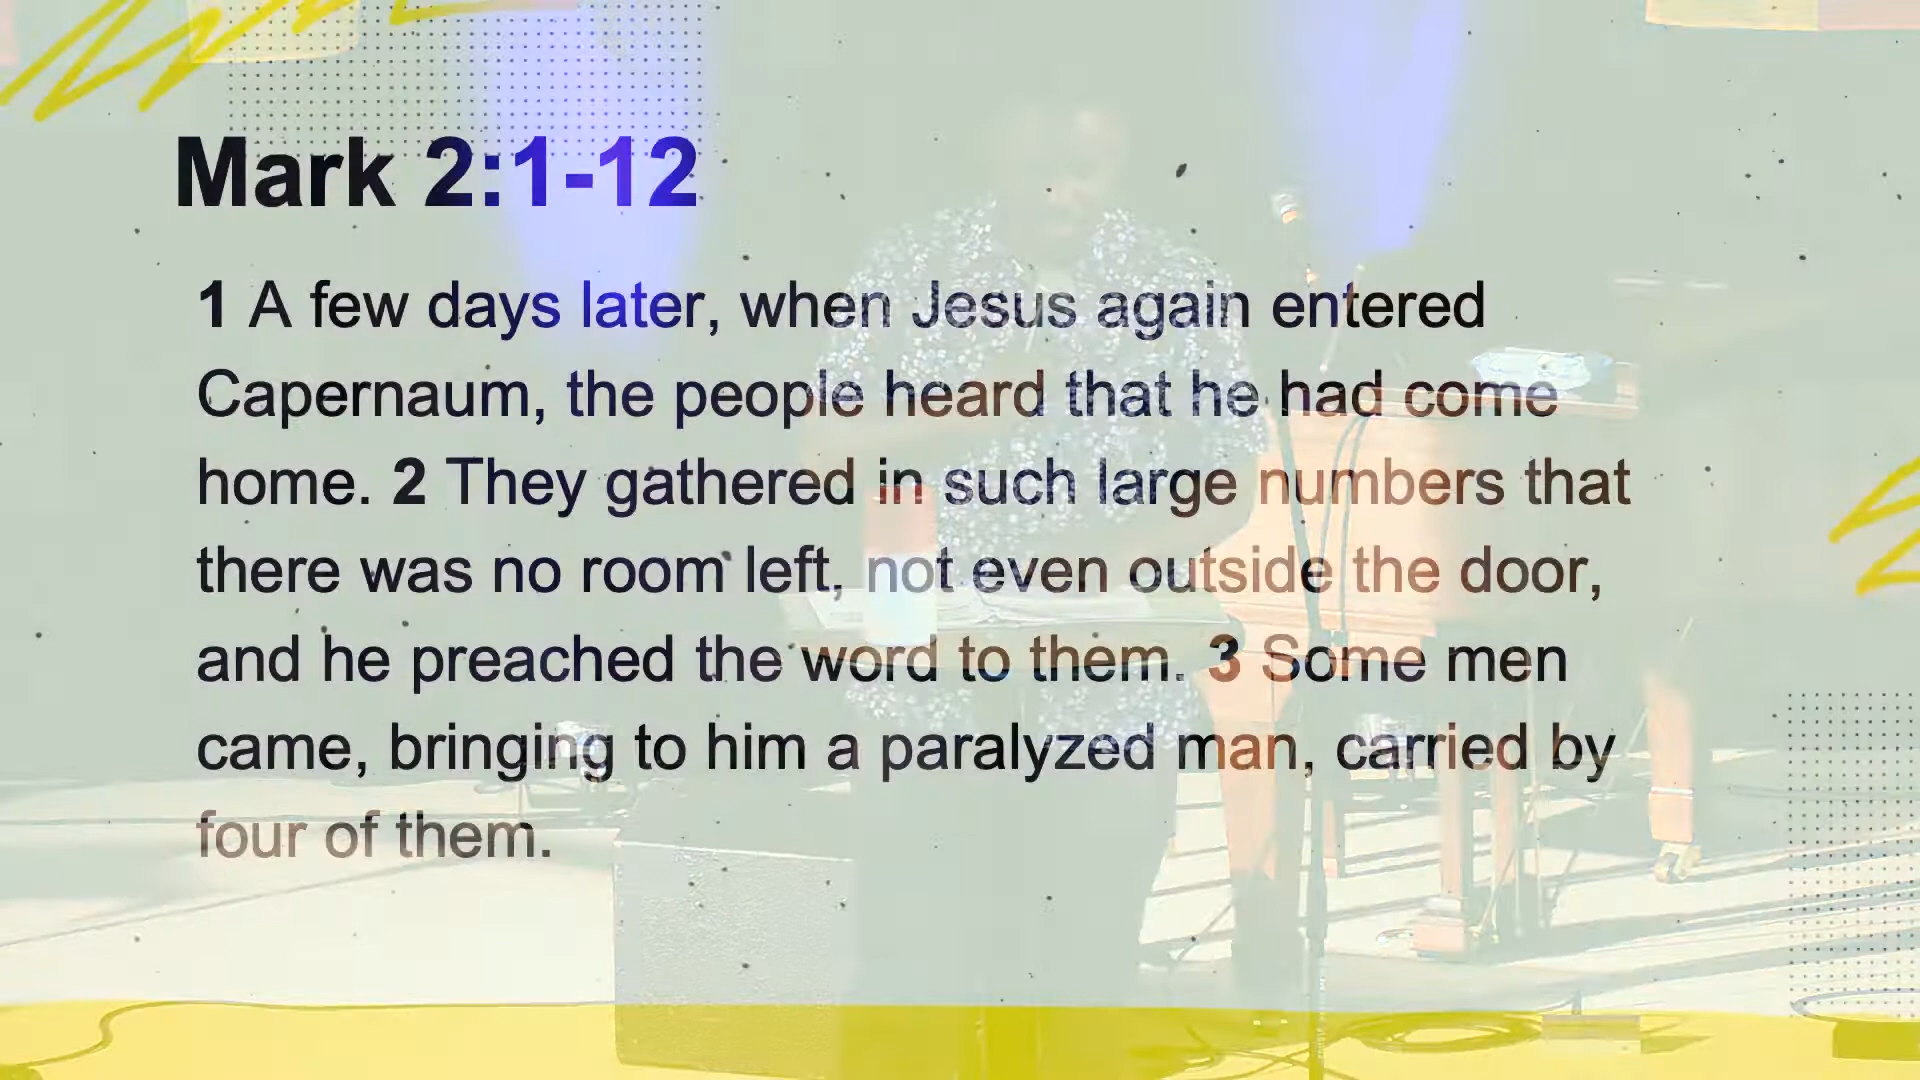 Mark 2:1-12
1 A few days later, when Jesus again entered
Capernaum, the people heard that he had come
home. 2 They gathered in such large numbers that
there was no room left, not even outside the door,
and he preached the word to them. 3 Some men
came, bringing to him a paralyzed man, carried by
four of them.